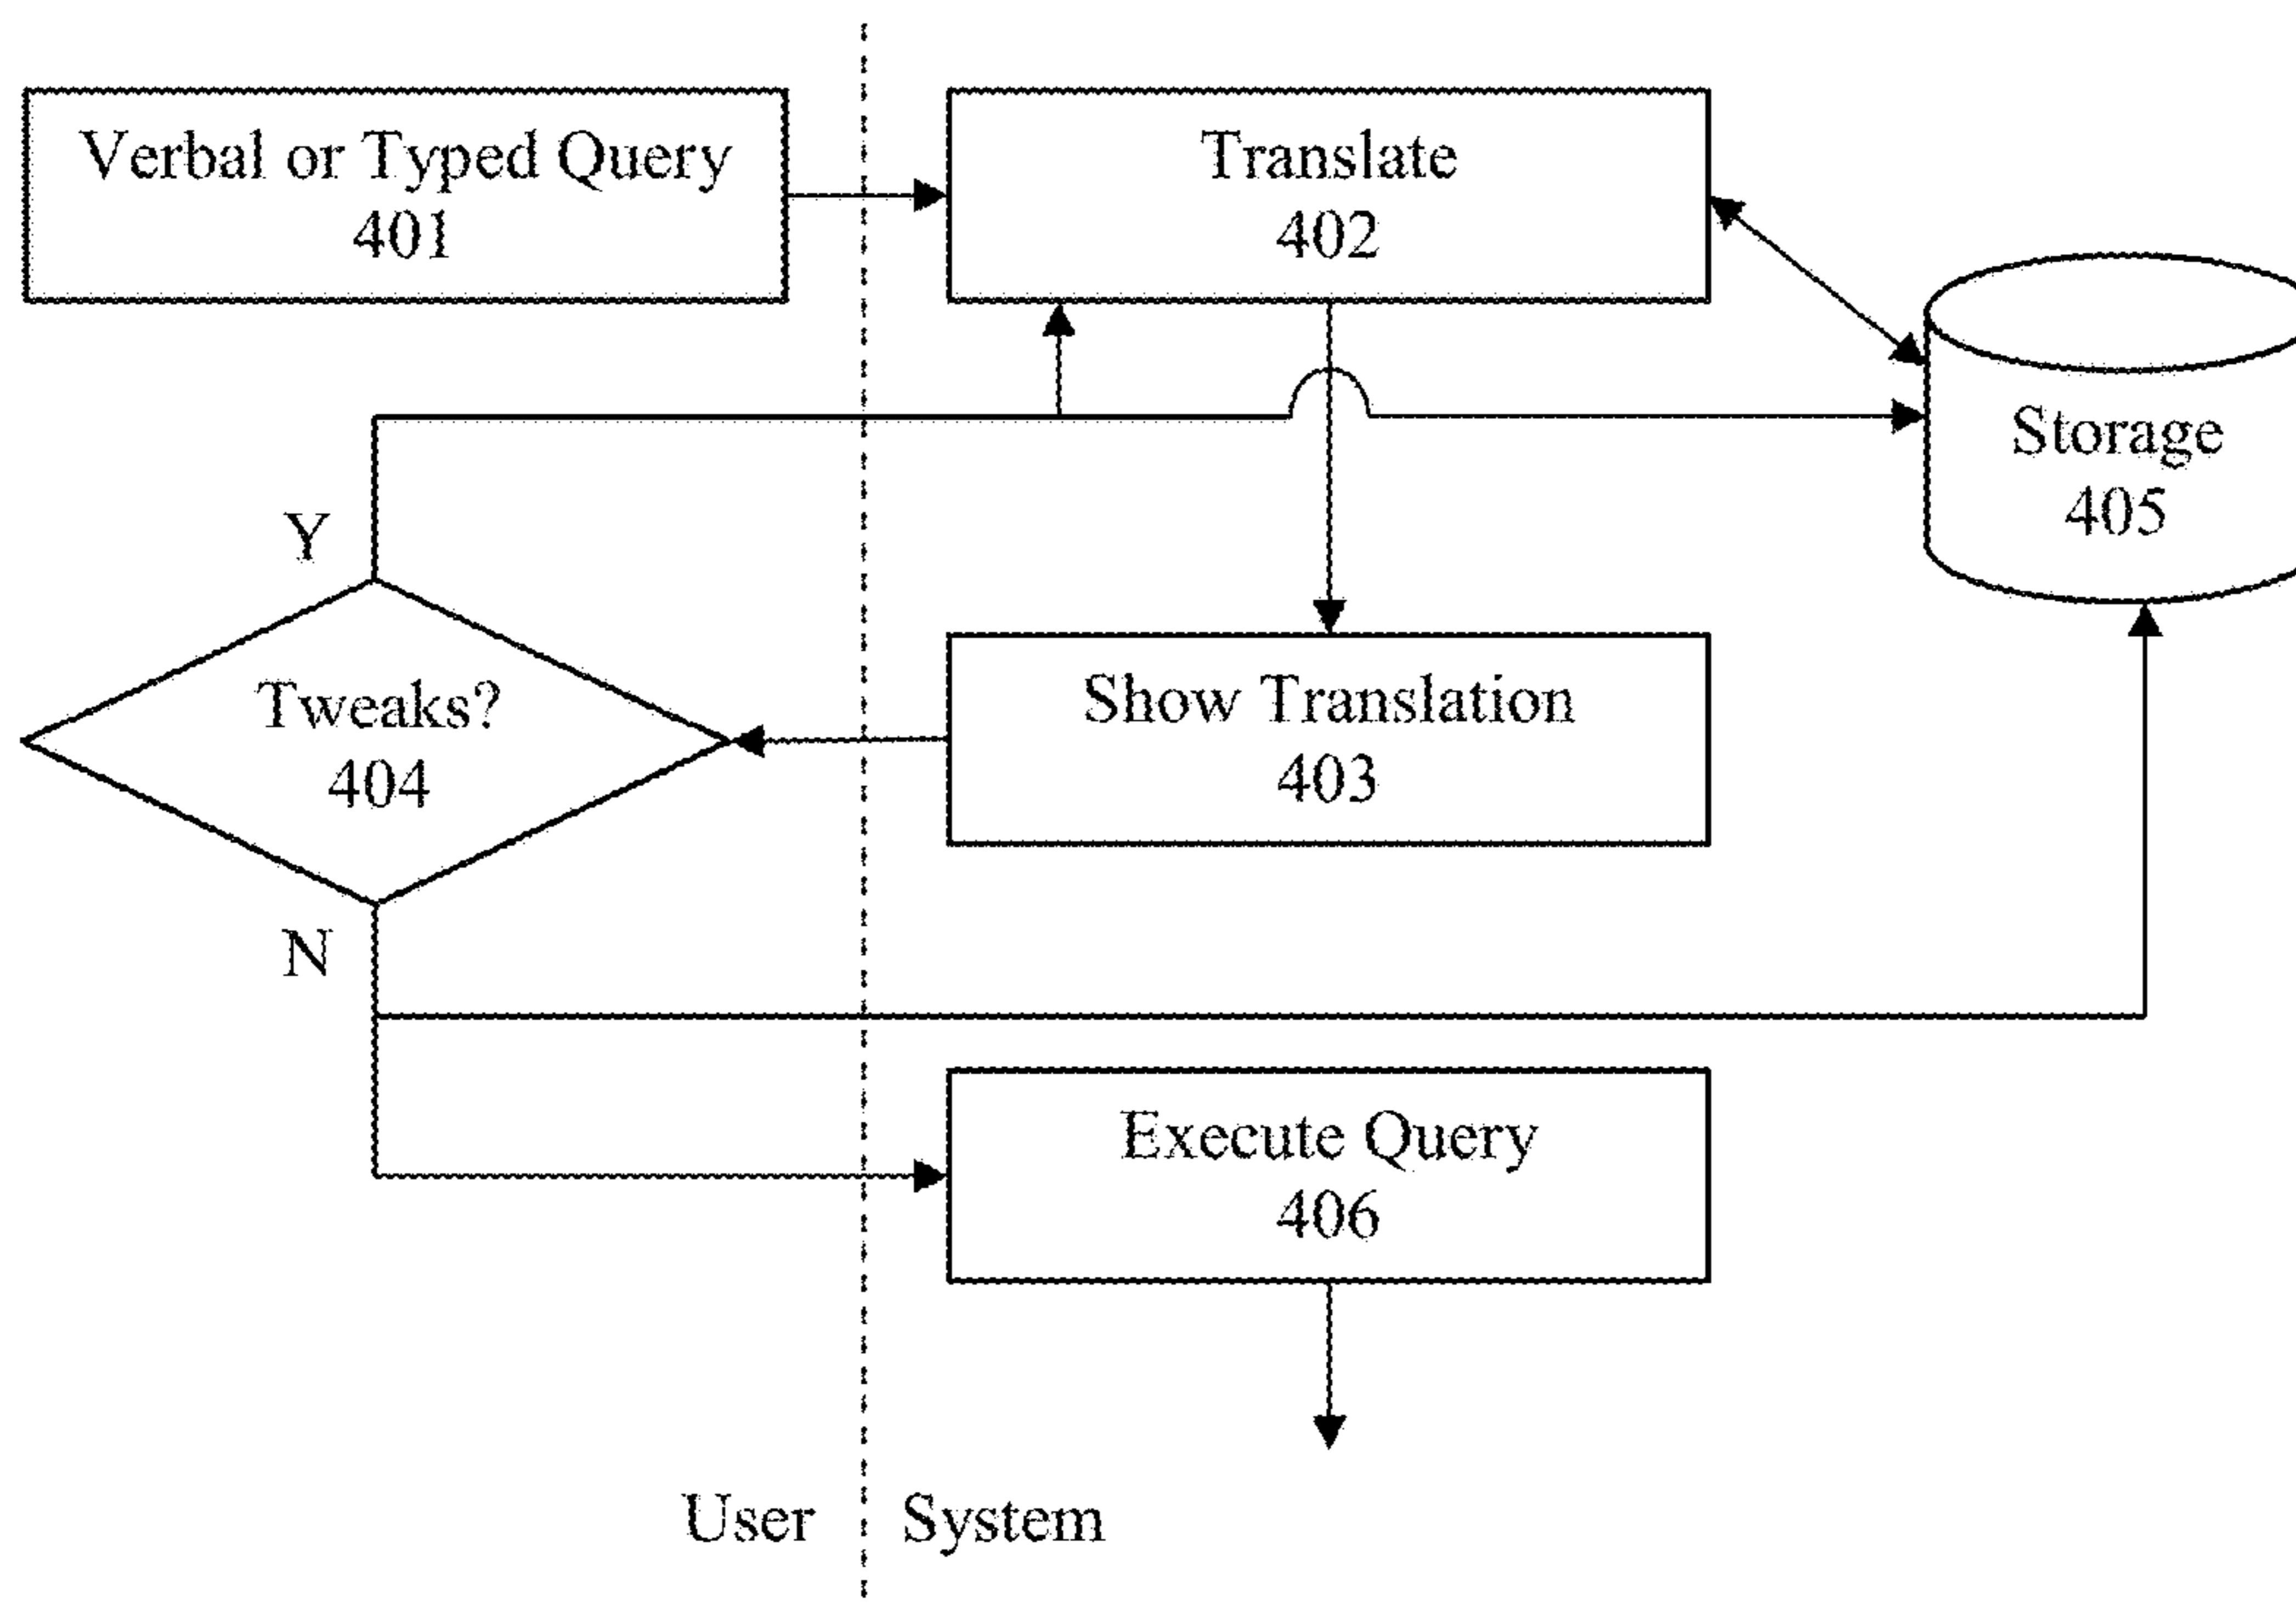 Verbal or Typed Query
401
Translate
402
Storage
405
Y
Tweaks?
404
Show Translation
403
N
Execute Query
406
User
System